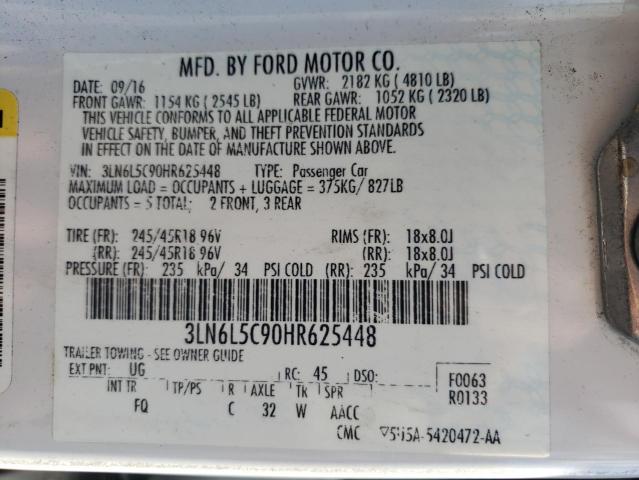 MFD. BY FORD MOTOR CO.
DATE: 09/16 GVWR: 2182 KG ( 4810 LB)
FRONT GAWR: 1154 KG ( 2545 LB) REAR GAWR: 1052 KG ( 2320 LB)
THIS VEHICLE CONFORMS TO ALL APPLICABLE FEDERAL MOTOR
VEHICLE SAFETY, BUMPER, AND THEFT PREVENTION STANDARDS
IN EFFECT ON THE DATE OF MANUFACTURE SHOWN ABOVE.
VIN: 3LN6L5C90HR625448 TYPE: Passenger Car
MAXIMUM LOAD = OCCUPANTS + LUGGAGE = 375KG/ 827LB
OCCUPANTS = 5 TOTAL; 2 FRONT, 3 REAR
TIRE (FR): 245/45R18 96V RIMS (FR): 18x8.0J
(RR): 245/45R18 96V (RR): 18x8.0J
PRESSURE (FR): 235 kPa/ 34 PSI COLD (RR): 235 kPa/ 34 PSI COLD
3LN6L5C90HR625448
TRAILER TOWING - SEE OWNER GUIDE
EXT PNT: UG RC: 45 DSO: F0063
R0133
INT TR TP/PS R AXLE Tk SPR
FQ C 32 W AACC
CMC 5420472-AA